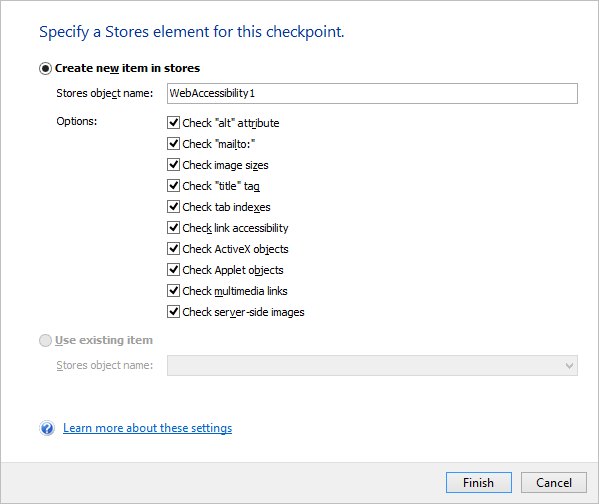 Specify a Stores element for this checkpoint.
Create new item in stores
Stores object name: WebAccessibility1
Options:
Check "alt" attribute
Check "mailto:"
Check image sizes
Check "title" tag
Check tab indexes
Check link accessibility
Check ActiveX objects
Check Applet objects
Check multimedia links
Check server-side images
Use existing item
Stores object name:
? Learn more about these settings
Finish Cancel